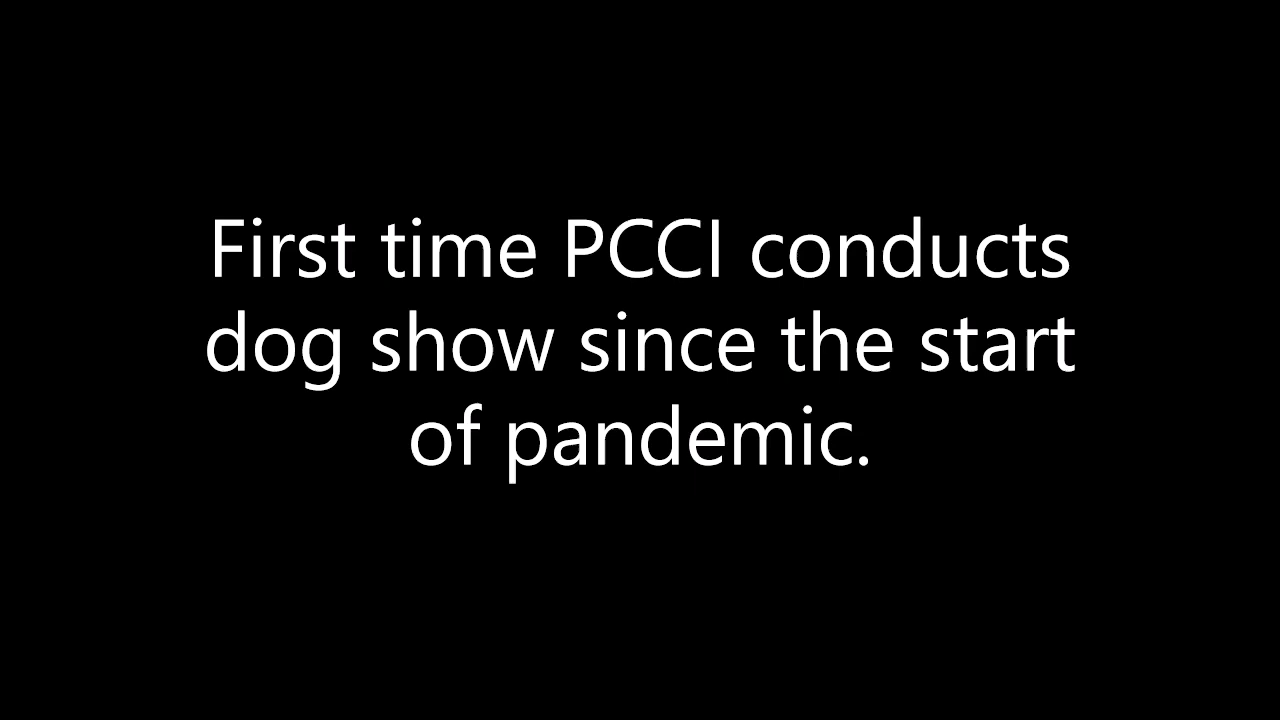 First time PCCI conducts
dog show since the start
of pandemic.